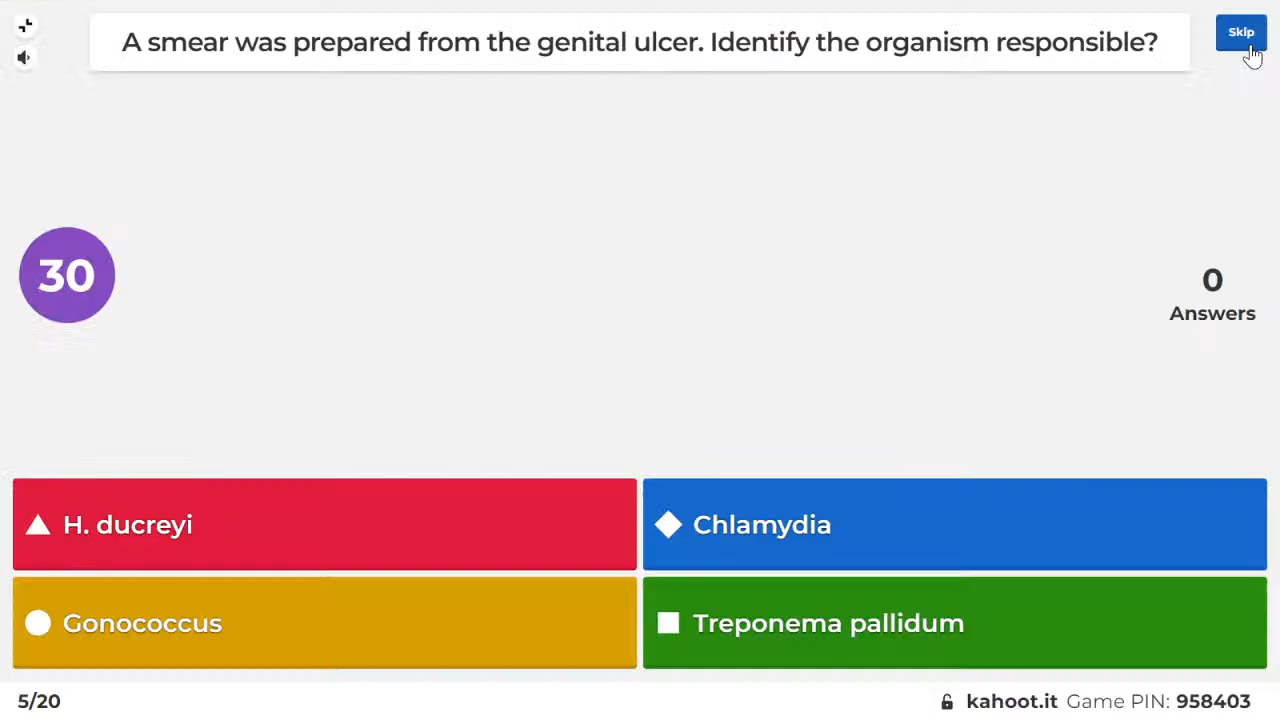 A smear was prepared from the genital ulcer. Identify the organism responsible?
Skip
30
0
Answers
H. ducreyi
Chlamydia
Gonococcus
Treponema pallidum
5/20
kahoot.it Game PIN: 958403